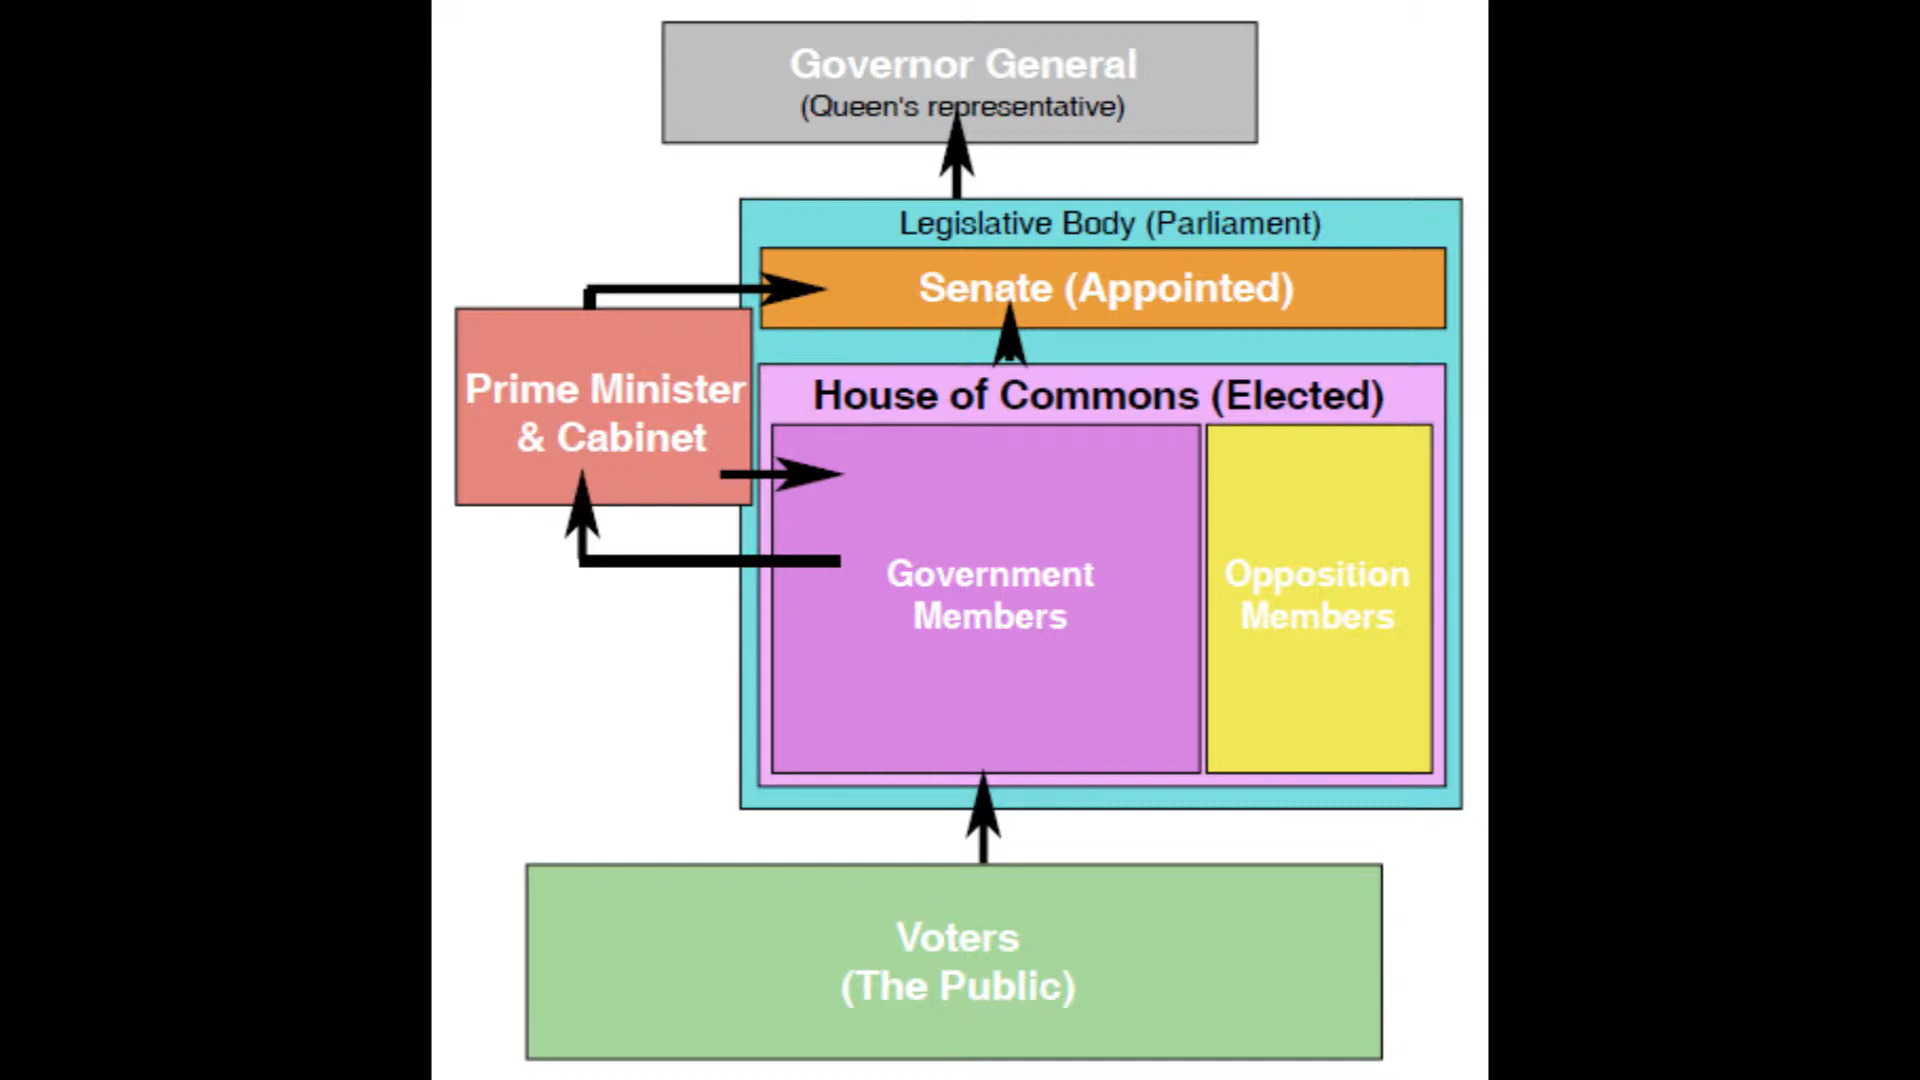 Governor General
(Queen's representative)
Legislative Body (Parliament)
Senate (Appointed)
Prime Minister
& Cabinet
House of Commons (Elected)
Government
Members
Opposition
Members
Voters
(The Public)